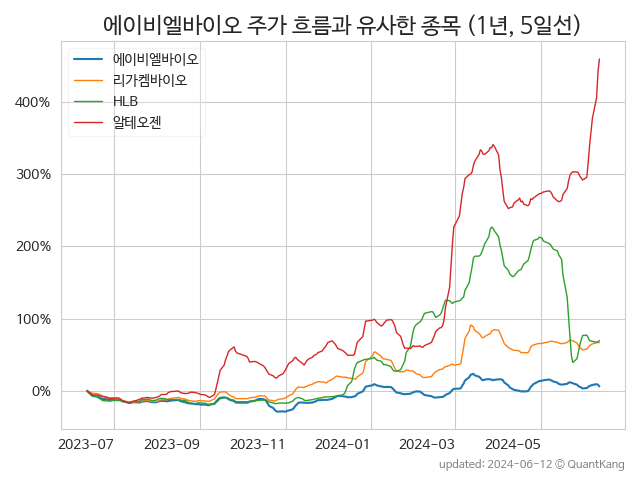 에이비엘바이오 주가 흐름과 유사한 종목 (1년, 5일선)
에이비엘바이오
리가켐바이오
HLB
알테오젠
400%
300%
200%
100%
0%
2023-07 2023-09 2023-11 2024-01 2024-03 2024-05
updated: 2024-06-12 © QuantKang